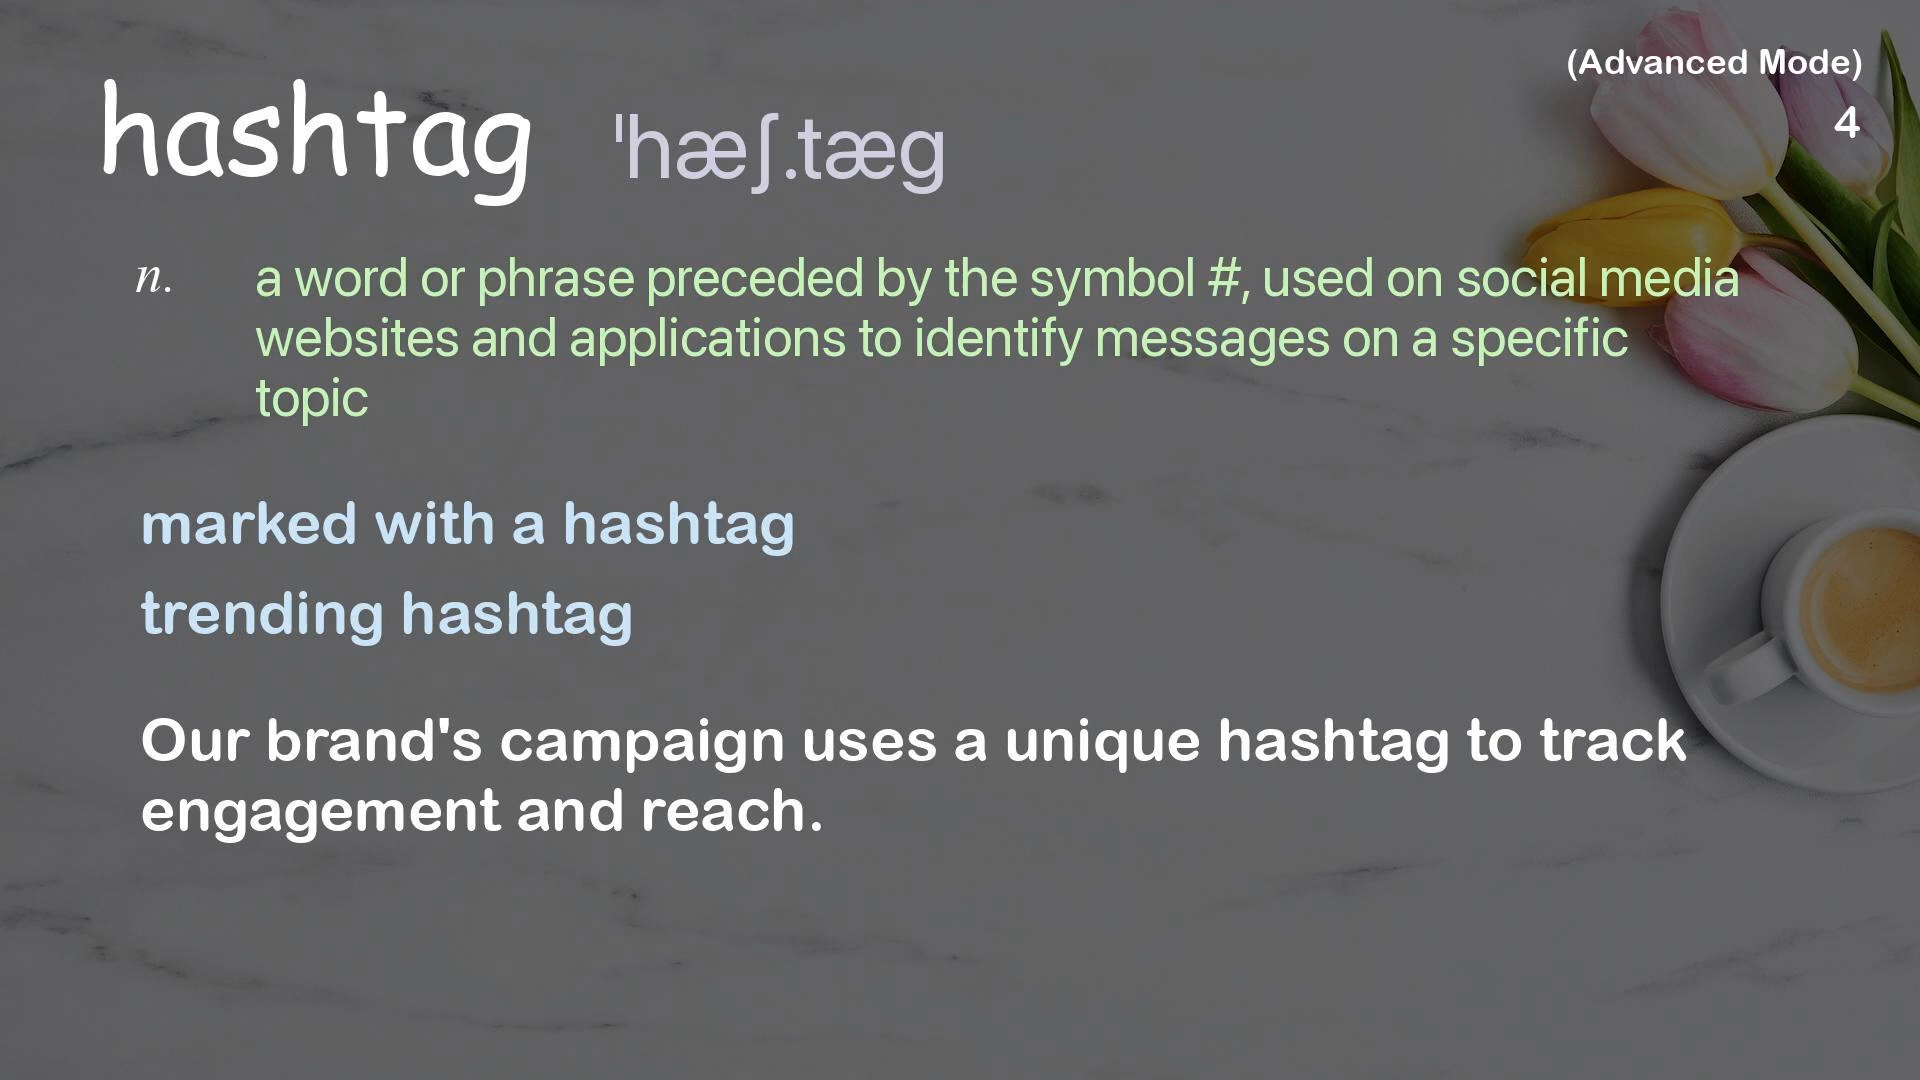 (Advanced Mode)
4
hashtag ˈhæʃ.tæg
n. a word or phrase preceded by the symbol #, used on social media
websites and applications to identify messages on a specific
topic
marked with a hashtag
trending hashtag
Our brand's campaign uses a unique hashtag to track
engagement and reach.